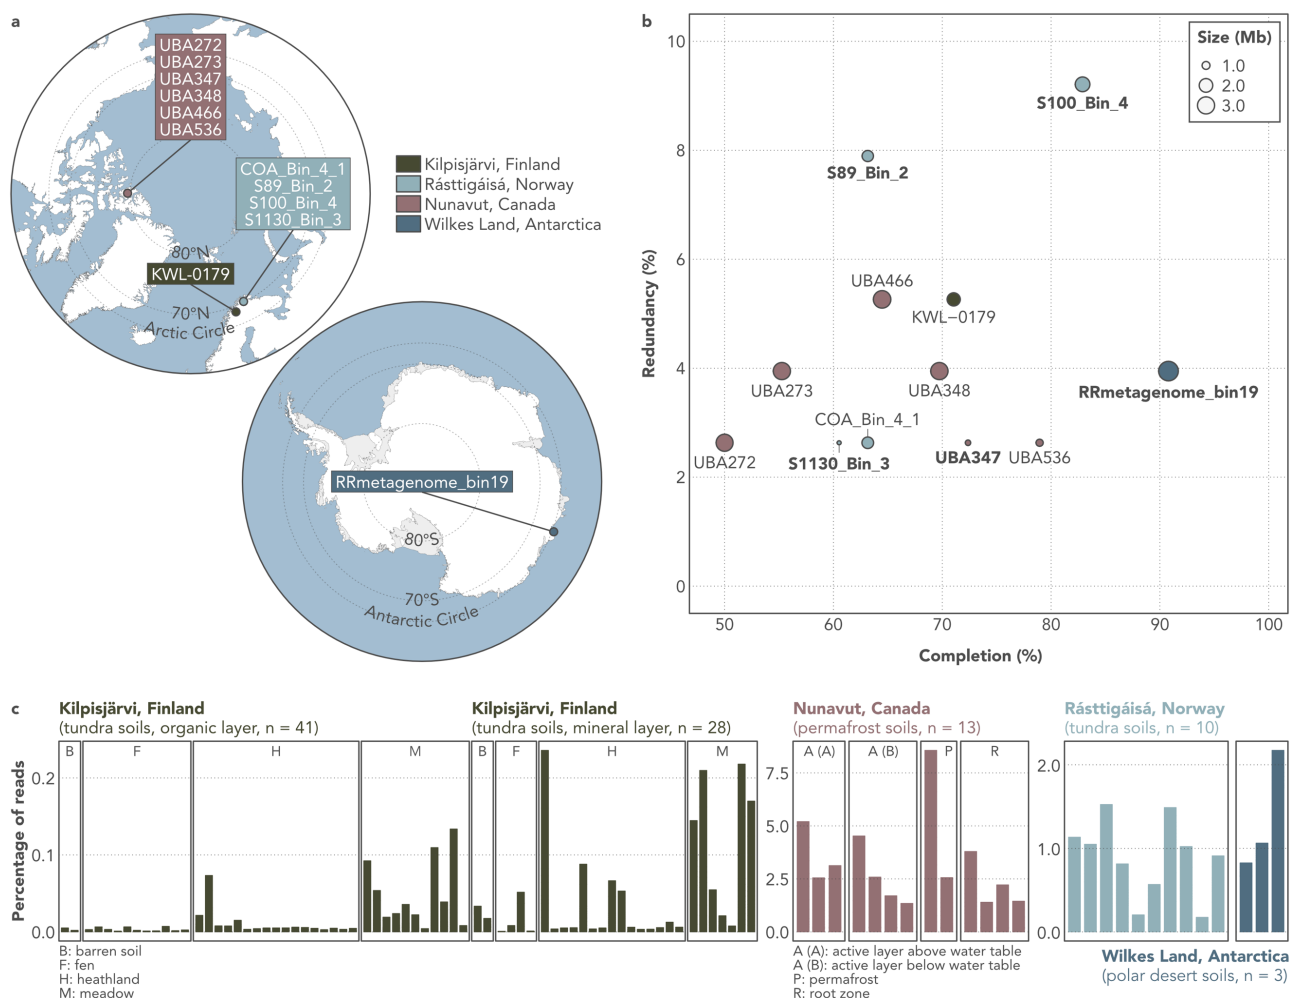 a
UBA272
UBA273
UBA347
UBA348
UBA466
UBA536
COA_Bin_4_1
S89_Bin_2
S100_Bin_4
S1130_Bin_3
80°N
KWL-0179
70°N
Arctic Circle
Kilpisjärvi, Finland
Rásttigáisá, Norway
Nunavut, Canada
Wilkes Land, Antarctica
RRmetagenome_bin19
80°S
70°S
Antarctic Circle
b
Redundancy (%)
10
8
6
4
2
0
Size (Mb)
1.0
2.0
3.0
S100_Bin_4
S89_Bin_2
UBA466
KWL–0179
UBA273
UBA348
RRmetagenome_bin19
COA_Bin_4_1
UBA272
S1130_Bin_3
UBA347
UBA536
50 60 70 80 90 100
Completion (%)
c
Kilpisjärvi, Finland
(tundra soils, organic layer, n = 41)
Kilpisjärvi, Finland
(tundra soils, mineral layer, n = 28)
Nunavut, Canada
(permafrost soils, n = 13)
Rásttigáisá, Norway
(tundra soils, n = 10)
Percentage of reads
0.2
0.1
0.0
B F H M
B F H M
7.5
5.0
2.5
0.0
A (A) A (B) P R
2.0
1.0
0.0
B: barren soil
F: fen
H: heathland
M: meadow
A (A): active layer above water table
A (B): active layer below water table
P: permafrost
R: root zone
Wilkes Land, Antarctica
(polar desert soils, n = 3)